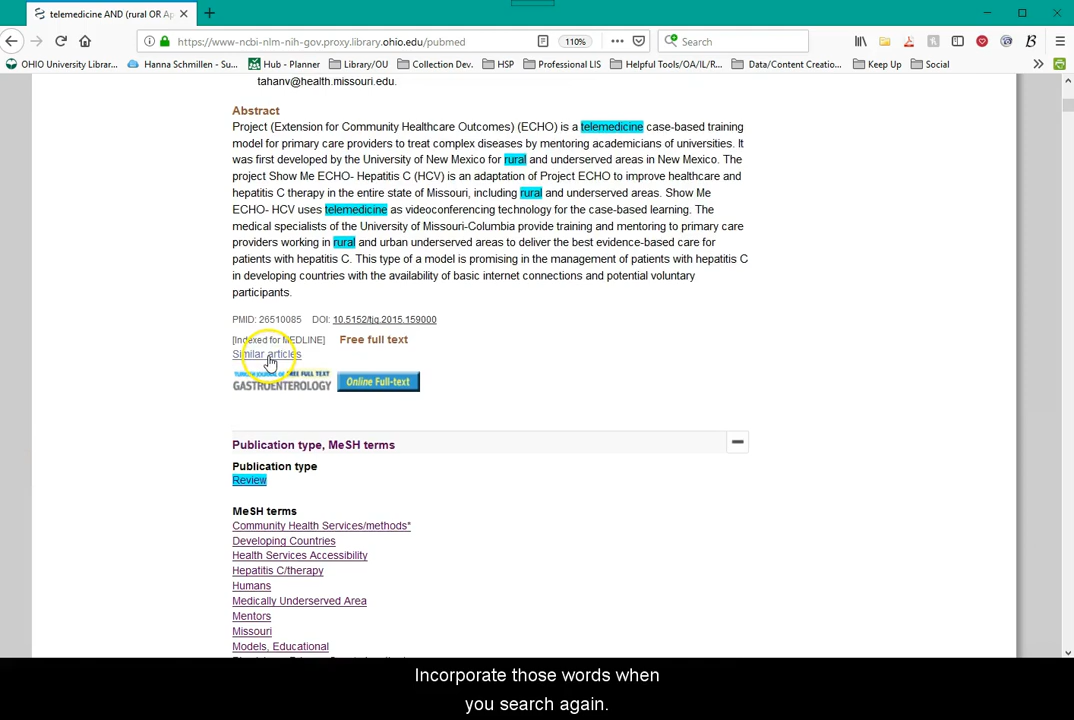 telemedicine AND (rural OR Ap
https://www-ncbi-nlm-nih-gov.proxy.library.ohio.edu/pubmed
110%
Search
OHIO University Library...
Hanna Schmillen - Su...
Hub - Planner
Library/OU
Collection Dev.
HSP
Professional LIS
Helpful Tools/OA/IL/R...
Data/Content Creatio...
Keep Up
Social
tahanv@health.missouri.edu.
Abstract
Project (Extension for Community Healthcare Outcomes) (ECHO) is a telemedicine case-based training
model for primary care providers to treat complex diseases by mentoring academicians of universities. It
was first developed by the University of New Mexico for rural and underserved areas in New Mexico. The
project Show Me ECHO- Hepatitis C (HCV) is an adaptation of Project ECHO to improve healthcare and
hepatitis C therapy in the entire state of Missouri, including rural and underserved areas. Show Me
ECHO- HCV uses telemedicine as videoconferencing technology for the case-based learning. The
medical specialists of the University of Missouri-Columbia provide training and mentoring to primary care
providers working in rural and urban underserved areas to deliver the best evidence-based care for
patients with hepatitis C. This type of a model is promising in the management of patients with hepatitis C
in developing countries with the availability of basic internet connections and potential voluntary
participants.
PMID: 26510085 DOI: 10.5152/tjg.2015.159000
[Indexed for MEDLINE] Free full text
Similar articles
FREE FULL TEXT
GASTROENTEROLOGY
Online Full-text
Publication type, MeSH terms
Publication type
Review
MeSH terms
Community Health Services/methods*
Developing Countries
Health Services Accessibility
Hepatitis C/therapy
Humans
Medically Underserved Area
Mentors
Missouri
Models, Educational
Incorporate those words when
you search again.